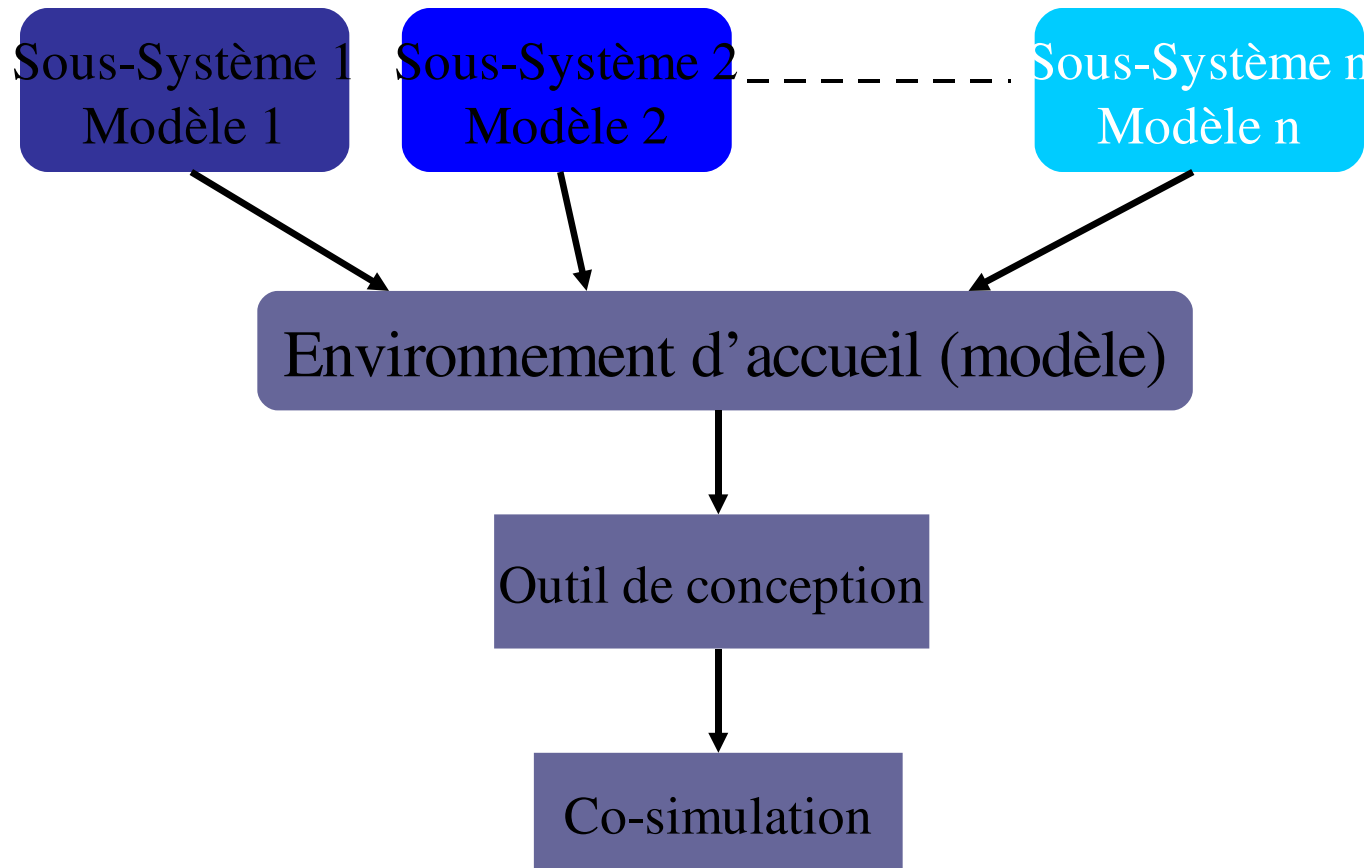 Sous-Système 1
Modèle 1
Sous-Système 2
Modèle 2
Sous-Système n
Modèle n
Environnement d’accueil (modèle)
Outil de conception
Co-simulation